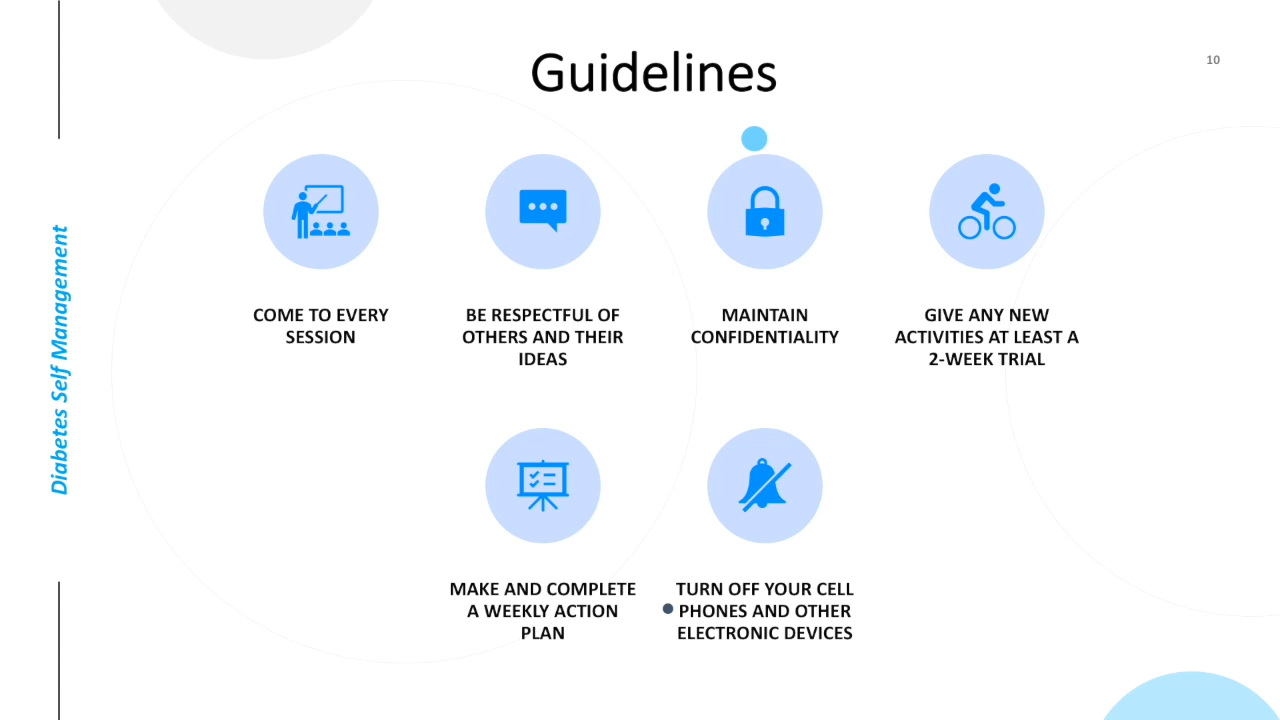 Guidelines
10
Diabetes Self Management
COME TO EVERY
SESSION
BE RESPECTFUL OF
OTHERS AND THEIR
IDEAS
MAINTAIN
CONFIDENTIALITY
GIVE ANY NEW
ACTIVITIES AT LEAST A
2-WEEK TRIAL
MAKE AND COMPLETE
A WEEKLY ACTION
PLAN
TURN OFF YOUR CELL
PHONES AND OTHER
ELECTRONIC DEVICES